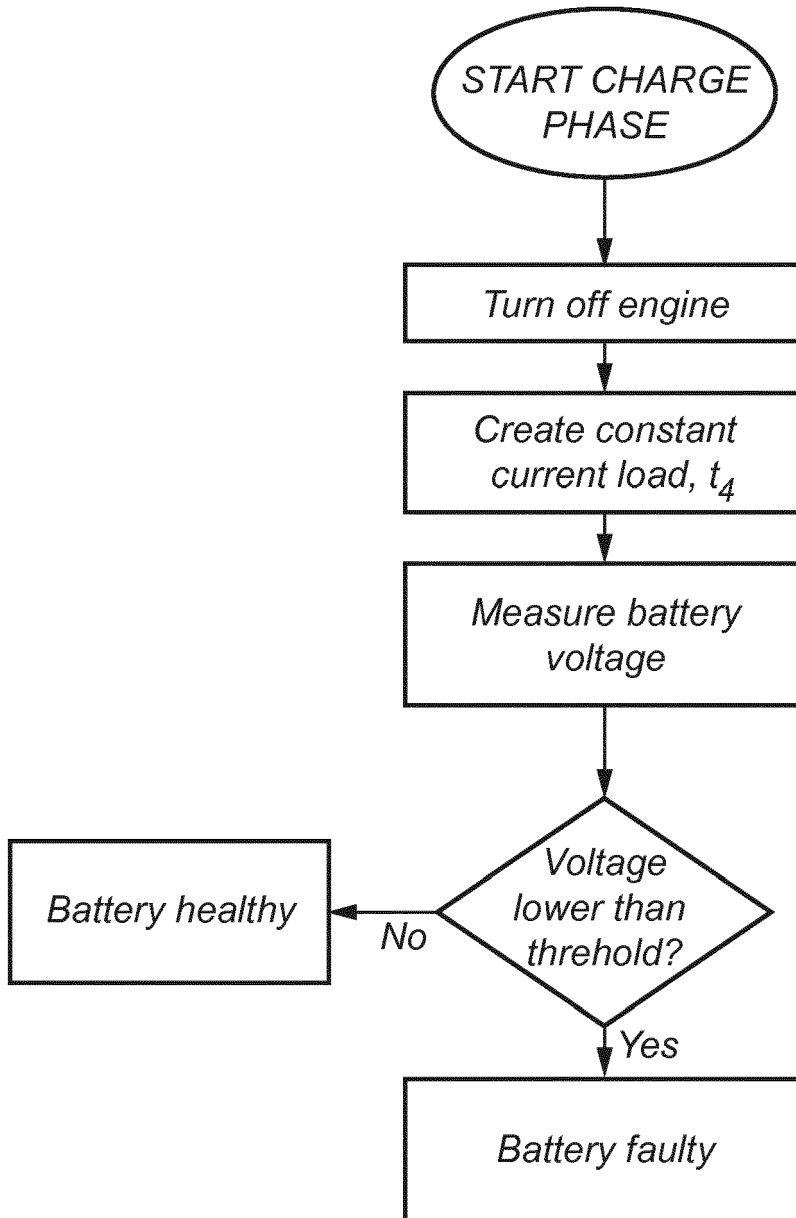 START CHARGE
PHASE
Turn off engine
Create constant
current load, t4
Measure battery
voltage
Voltage
lower than
threhold?
No
Battery healthy
Yes
Battery faulty